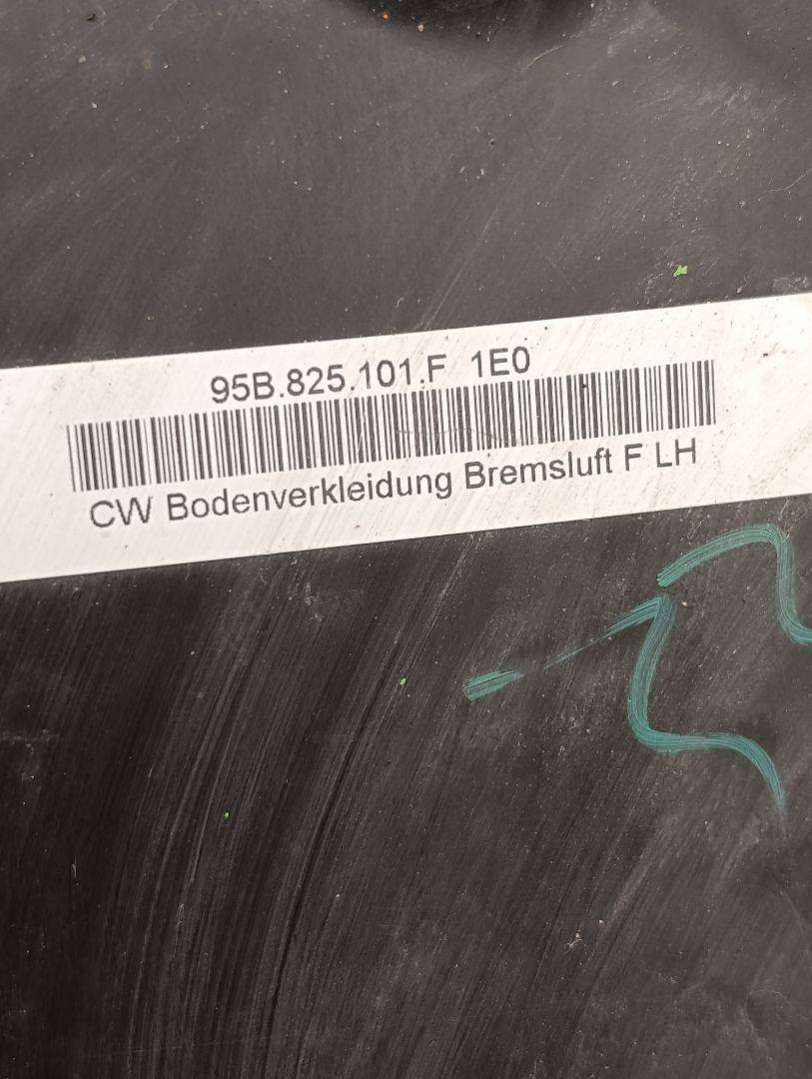 95B.825.101.F 1E0
CW Bodenverkleidung Bremsluft F LH